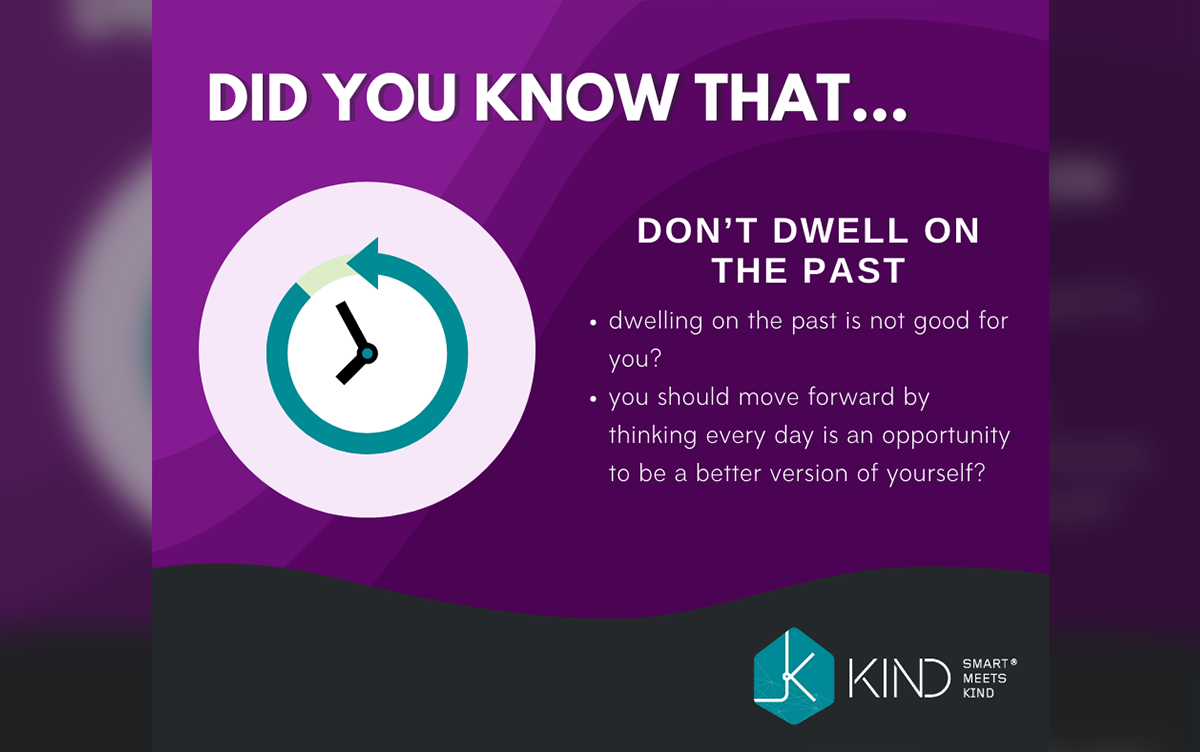 DID YOU KNOW THAT...
DON'T DWELL ON
THE PAST
• dwelling on the past is not good for
you?
• you should move forward by
thinking every day is an opportunity
to be a better version of yourself?
K
KIND
SMART®
MEETS
KIND